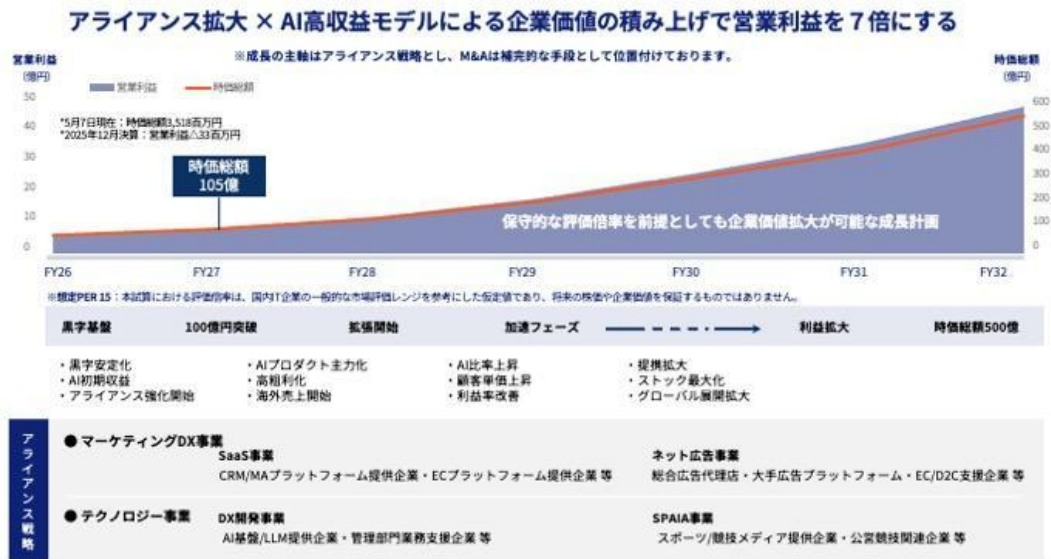 アライアンス拡大 × AI高収益モデルによる企業価値の積み上げで営業利益を7倍にする
※成長の主軸はアライアンス戦略とし、M&Aは補完的な手段として位置付けております。
営業利益
(億円)
時価総額
(億円)
営業利益
時価総額
50
40
30
20
10
0
600
500
400
300
200
100
0
*5月7日現在：時価総額3,518百万円
*2025年12月決算：営業利益△33百万円
時価総額
105億
保守的な評価倍率を前提としても企業価値拡大が可能な成長計画
FY26 FY27 FY28 FY29 FY30 FY31 FY32
※想定PER 15：本試算における評価倍率は、国内IT企業の一般的な市場評価レンジを参考にした仮定値であり、将来の株価や企業価値を保証するものではありません。
黒字基盤 100億円突破 拡張開始 加速フェーズ 利益拡大 時価総額500億
・黒字安定化
・AI初期収益
・アライアンス強化開始
・AIプロダクト主力化
・高粗利化
・海外売上開始
・AI比率上昇
・顧客単価上昇
・利益率改善
・提携拡大
・ストック最大化
・グローバル展開拡大
アライアンス戦略
● マーケティングDX事業
SaaS事業
CRM/MAプラットフォーム提供企業・ECプラットフォーム提供企業 等
ネット広告事業
総合広告代理店・大手広告プラットフォーム・EC/D2C支援企業 等
● テクノロジー事業
DX開発事業
AI基盤/LLM提供企業・管理部門業務支援企業 等
SPAIA事業
スポーツ/競技メディア提供企業・公営競技関連企業 等